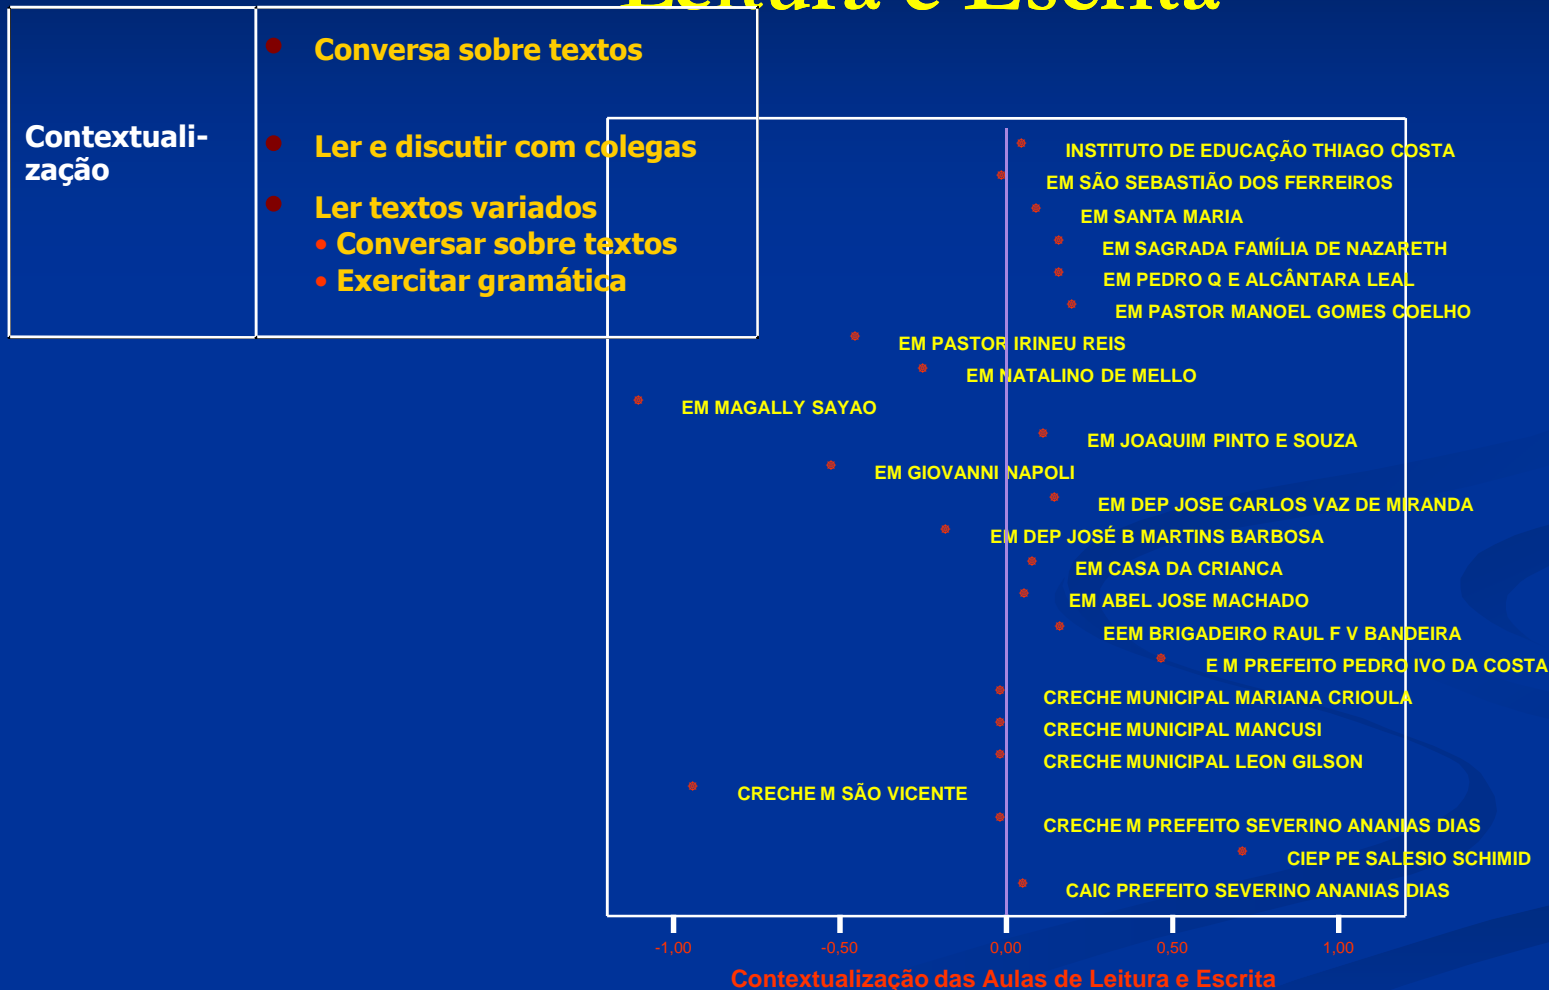 Leitura e Escrita
Contextuali-
zação
Conversa sobre textos
Ler e discutir com colegas
Ler textos variados
• Conversar sobre textos
• Exercitar gramática
INSTITUTO DE EDUCAÇÃO THIAGO COSTA
EM SÃO SEBASTIÃO DOS FERREIROS
EM SANTA MARIA
EM SAGRADA FAMÍLIA DE NAZARETH
EM PEDRO Q E ALCÂNTARA LEAL
EM PASTOR MANOEL GOMES COELHO
EM PASTOR IRINEU REIS
EM NATALINO DE MELLO
EM MAGALLY SAYAO
EM JOAQUIM PINTO E SOUZA
EM GIOVANNI NAPOLI
EM DEP JOSE CARLOS VAZ DE MIRANDA
EM DEP JOSÉ B MARTINS BARBOSA
EM CASA DA CRIANCA
EM ABEL JOSE MACHADO
EEM BRIGADEIRO RAUL F V BANDEIRA
E M PREFEITO PEDRO IVO DA COSTA
CRECHE MUNICIPAL MARIANA CRIOULA
CRECHE MUNICIPAL MANCUSI
CRECHE MUNICIPAL LEON GILSON
CRECHE M SÃO VICENTE
CRECHE M PREFEITO SEVERINO ANANIAS DIAS
CIEP PE SALESIO SCHIMID
CAIC PREFEITO SEVERINO ANANIAS DIAS
-1,00 -0,50 0,00 0,50 1,00
Contextualização das Aulas de Leitura e Escrita